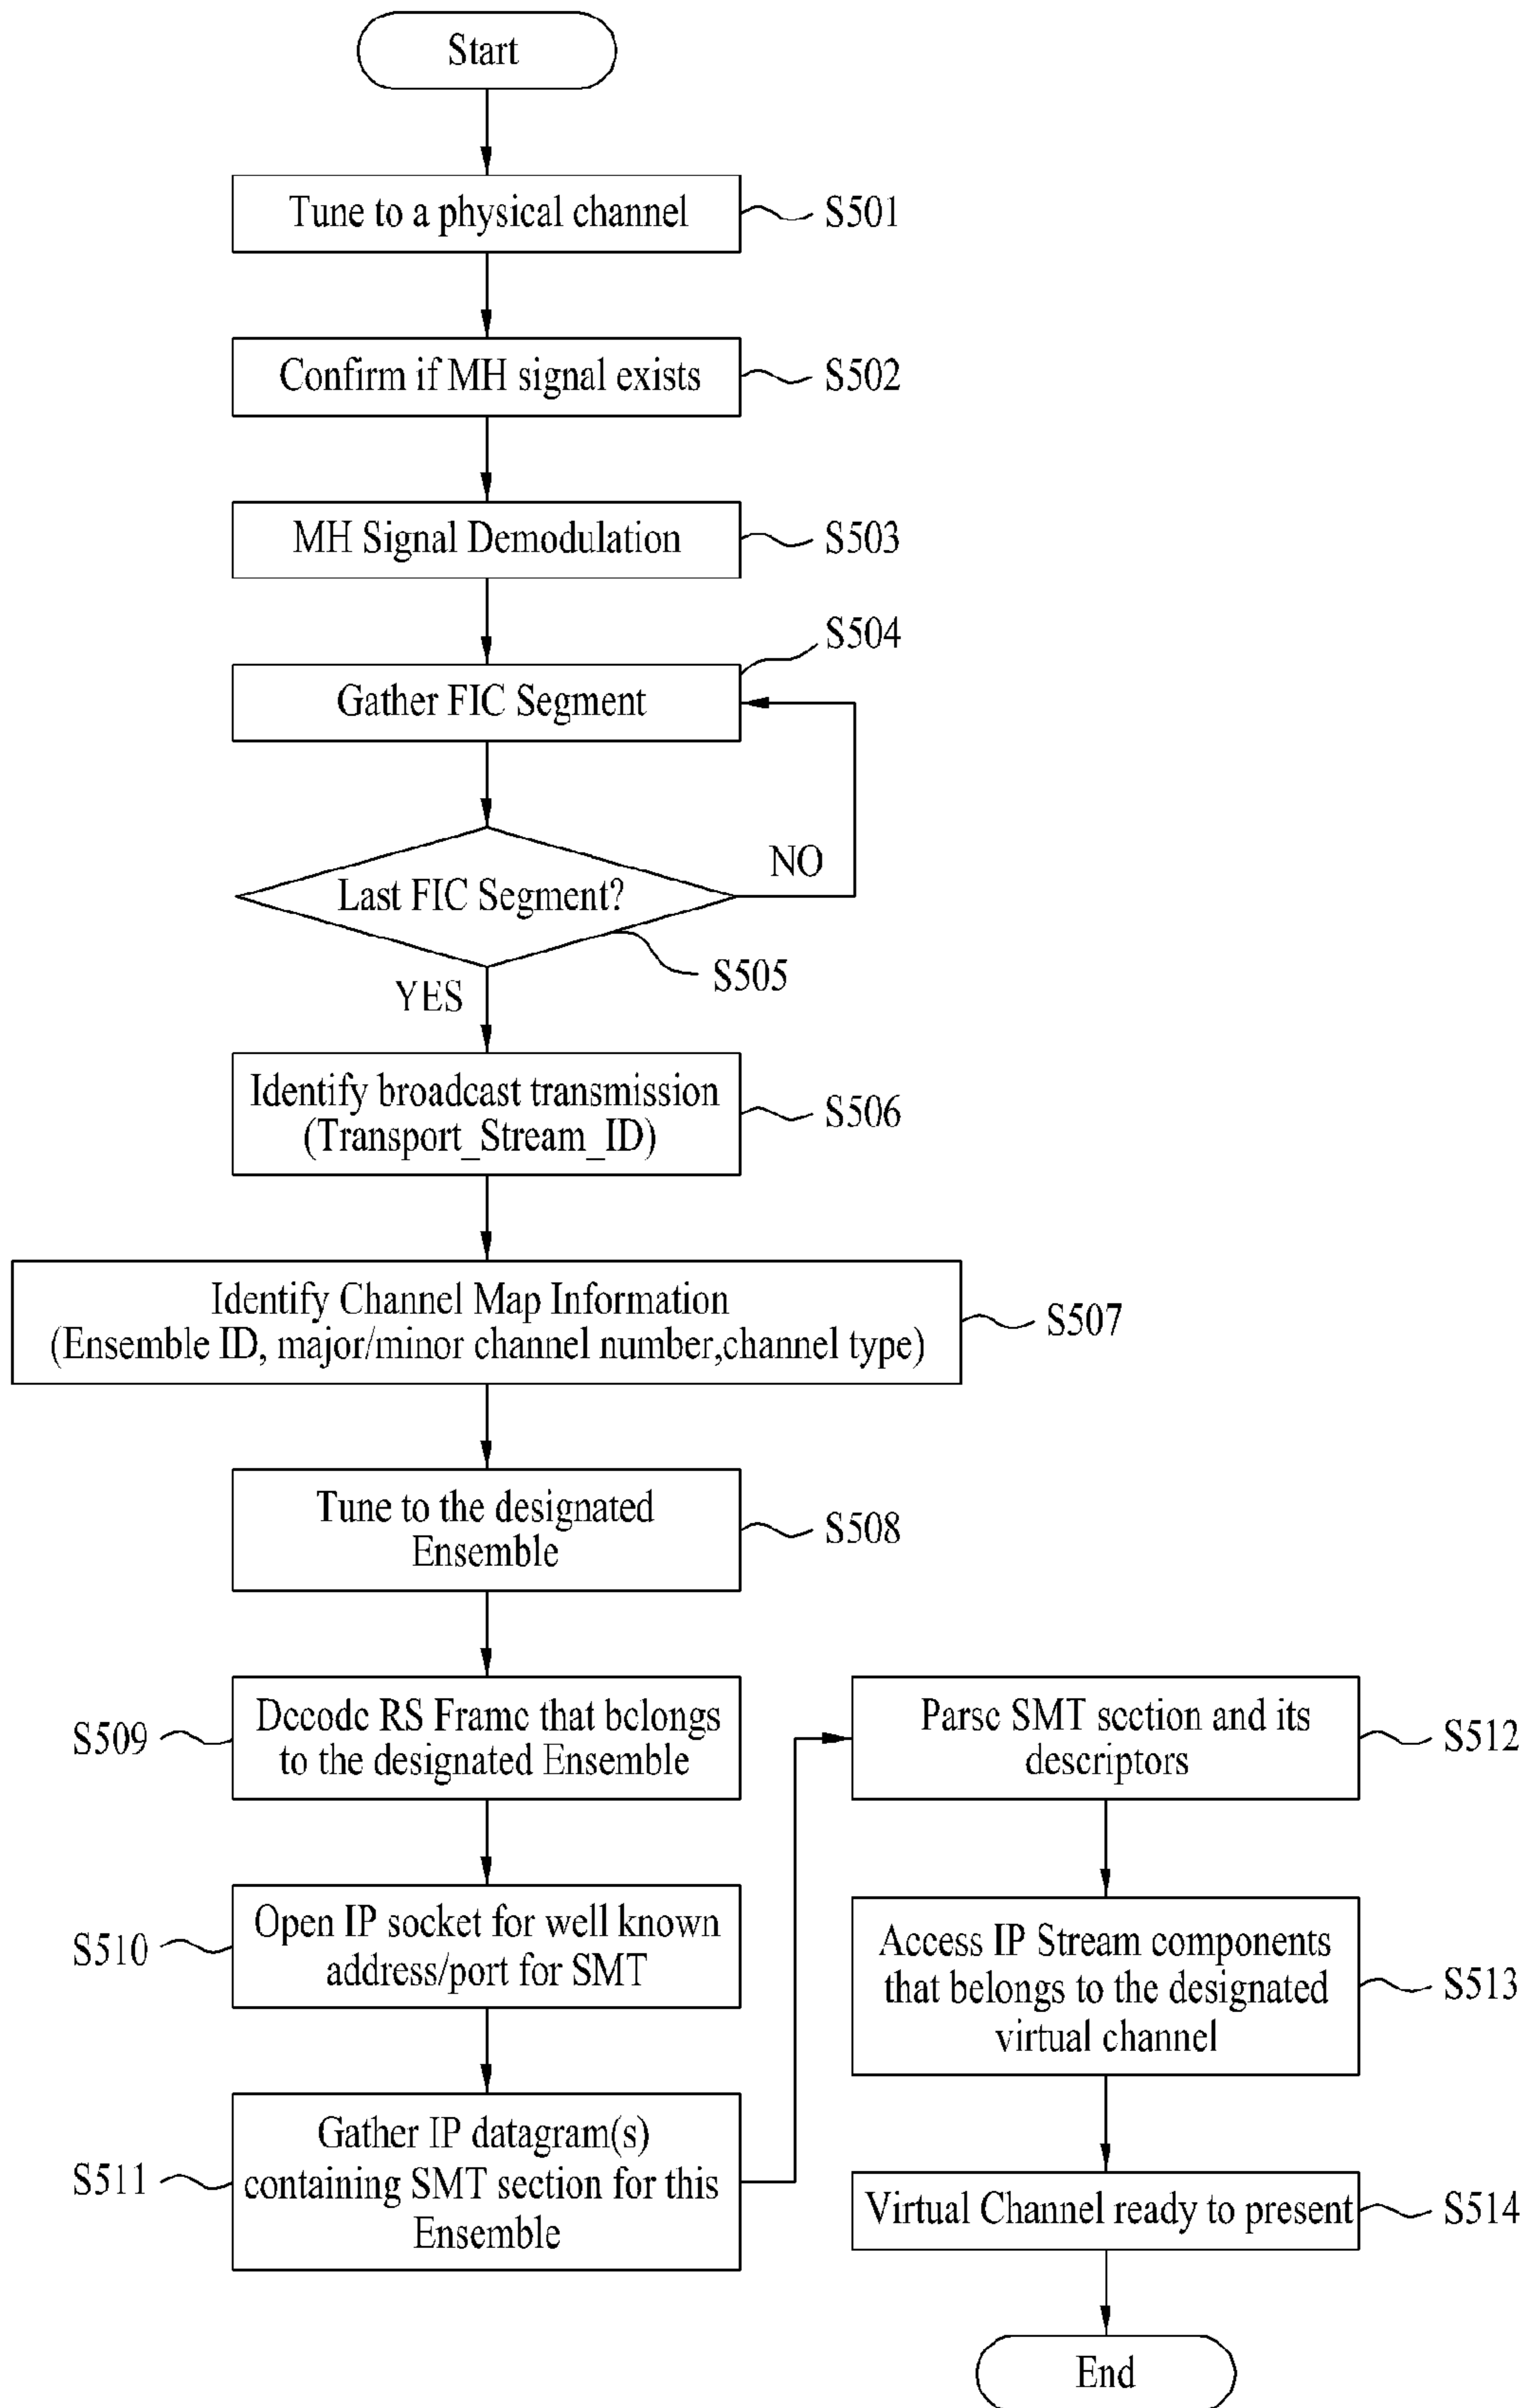 Start
Tune to a physical channel
S501
Confirm if MH signal exists
S502
MH Signal Demodulation
S503
S504
Gather FIC Segment
NO
Last FIC Segment?
S505
YES
Identify broadcast transmission
(Transport_Stream_ID)
S506
Identify Channel Map Information
(Ensemble ID, major/minor channel number,channel type)
S507
Tune to the designated
Ensemble
S508
S509
Decode RS Frame that belongs
to the designated Ensemble
S510
Open IP socket for well known
address/port for SMT
S511
Gather IP datagram(s)
containing SMT section for this
Ensemble
Parse SMT section and its
descriptors
S512
Access IP Stream components
that belongs to the designated
virtual channel
S513
Virtual Channel ready to present
S514
End